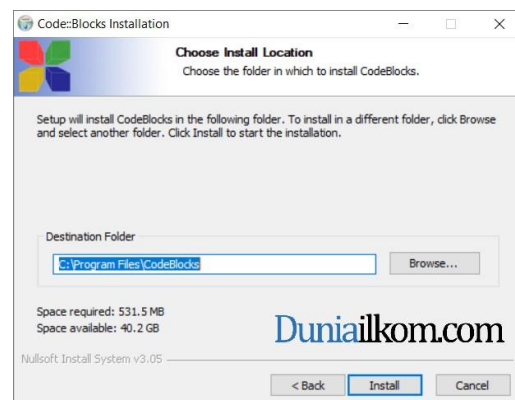 Code::Blocks Installation
Choose Install Location
Choose the folder in which to install CodeBlocks.
Setup will install CodeBlocks in the following folder. To install in a different folder, click Browse
and select another folder. Click Install to start the installation.
Destination Folder
C:\Program Files\CodeBlocks
Browse...
Space required: 531.5 MB
Space available: 40.2 GB
Duniailkom.com
Nullsoft Install System v3.05
< Back Install Cancel